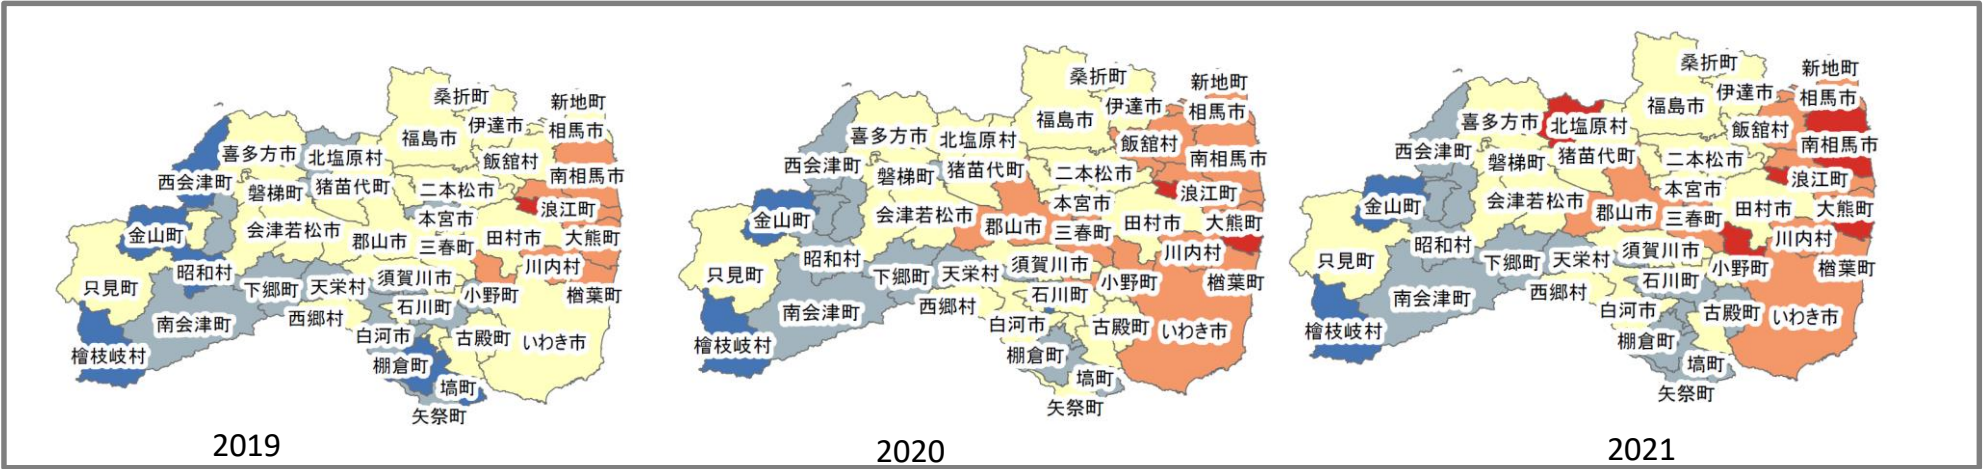 桑折町
新地町
伊達市
相馬市
福島市
喜多方市
北塩原村
飯舘村
南相馬市
西会津町
磐梯町
猪苗代町
二本松市
浪江町
本宮市
金山町
会津若松市
郡山市
三春町
田村市
大熊町
川内村
昭和村
須賀川市
只見町
下郷町
天栄村
小野町
楢葉町
石川町
南会津町
西郷村
白河市
古殿町
いわき市
檜枝岐村
棚倉町
塙町
矢祭町
2019
桑折町
新地町
伊達市
相馬市
福島市
喜多方市
北塩原村
飯舘村
南相馬市
西会津町
磐梯町
猪苗代町
二本松市
浪江町
本宮市
金山町
会津若松市
郡山市
三春町
田村市
大熊町
川内村
昭和村
須賀川市
只見町
下郷町
天栄村
小野町
楢葉町
石川町
南会津町
西郷村
白河市
古殿町
いわき市
檜枝岐村
棚倉町
塙町
矢祭町
2020
桑折町
新地町
伊達市
相馬市
福島市
喜多方市
北塩原村
飯舘村
南相馬市
西会津町
磐梯町
猪苗代町
二本松市
浪江町
本宮市
金山町
会津若松市
郡山市
三春町
田村市
大熊町
川内村
昭和村
須賀川市
只見町
下郷町
天栄村
小野町
楢葉町
石川町
南会津町
西郷村
白河市
古殿町
いわき市
檜枝岐村
棚倉町
塙町
矢祭町
2021